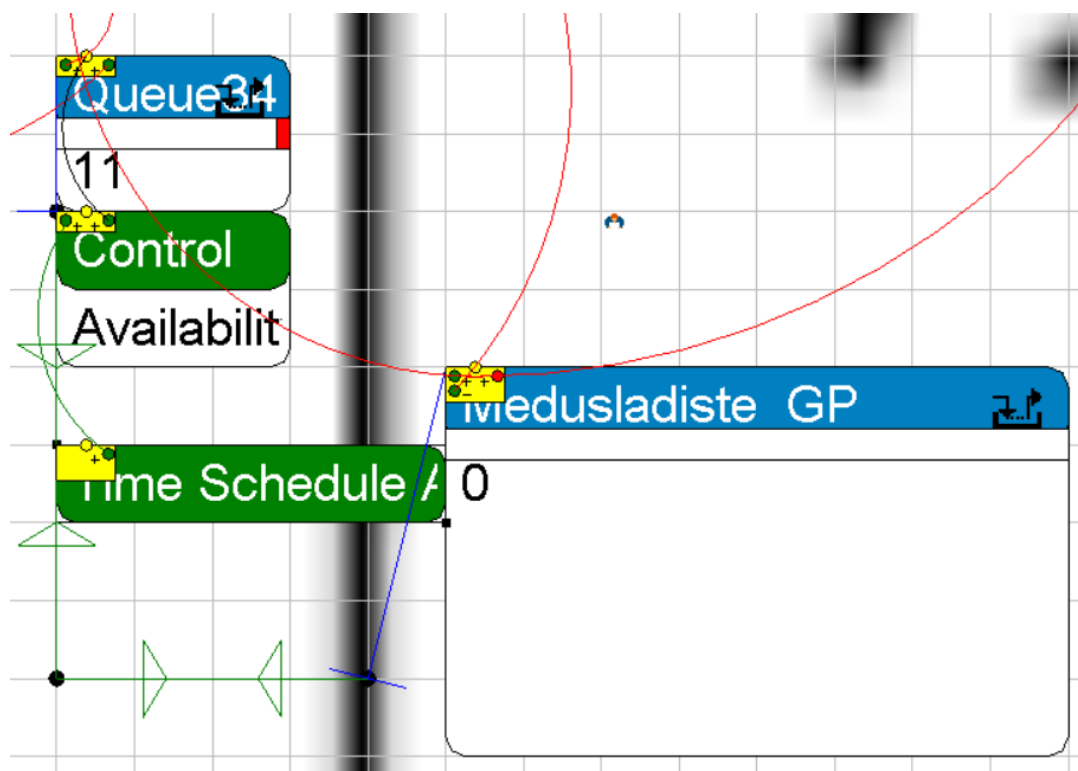 Queue34
11
Control
Availabilit
Medusladiste GP
Time Schedule A
0